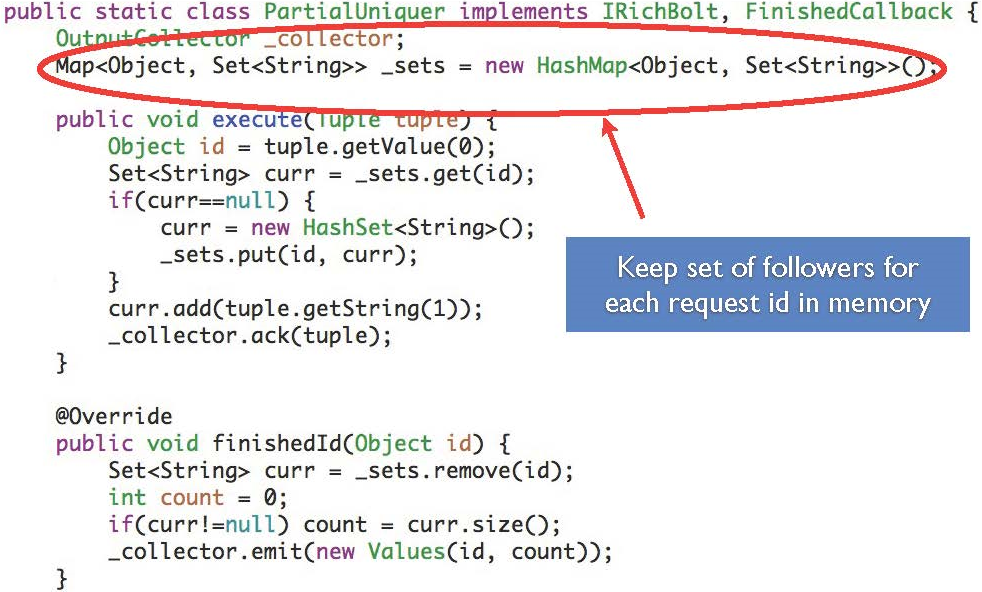 public static class PartialUniquer implements IRichBolt, FinishedCallback {
    OutputCollector _collector;
    Map<Object, Set<String>> _sets = new HashMap<Object, Set<String>>();

    public void execute(Tuple tuple) {
        Object id = tuple.getValue(0);
        Set<String> curr = _sets.get(id);
        if(curr==null) {
            curr = new HashSet<String>();
            _sets.put(id, curr);
        }
        curr.add(tuple.getString(1));
        _collector.ack(tuple);
    }

    @Override
    public void finishedId(Object id) {
        Set<String> curr = _sets.remove(id);
        int count = 0;
        if(curr!=null) count = curr.size();
        _collector.emit(new Values(id, count));
    }
Keep set of followers for
each request id in memory